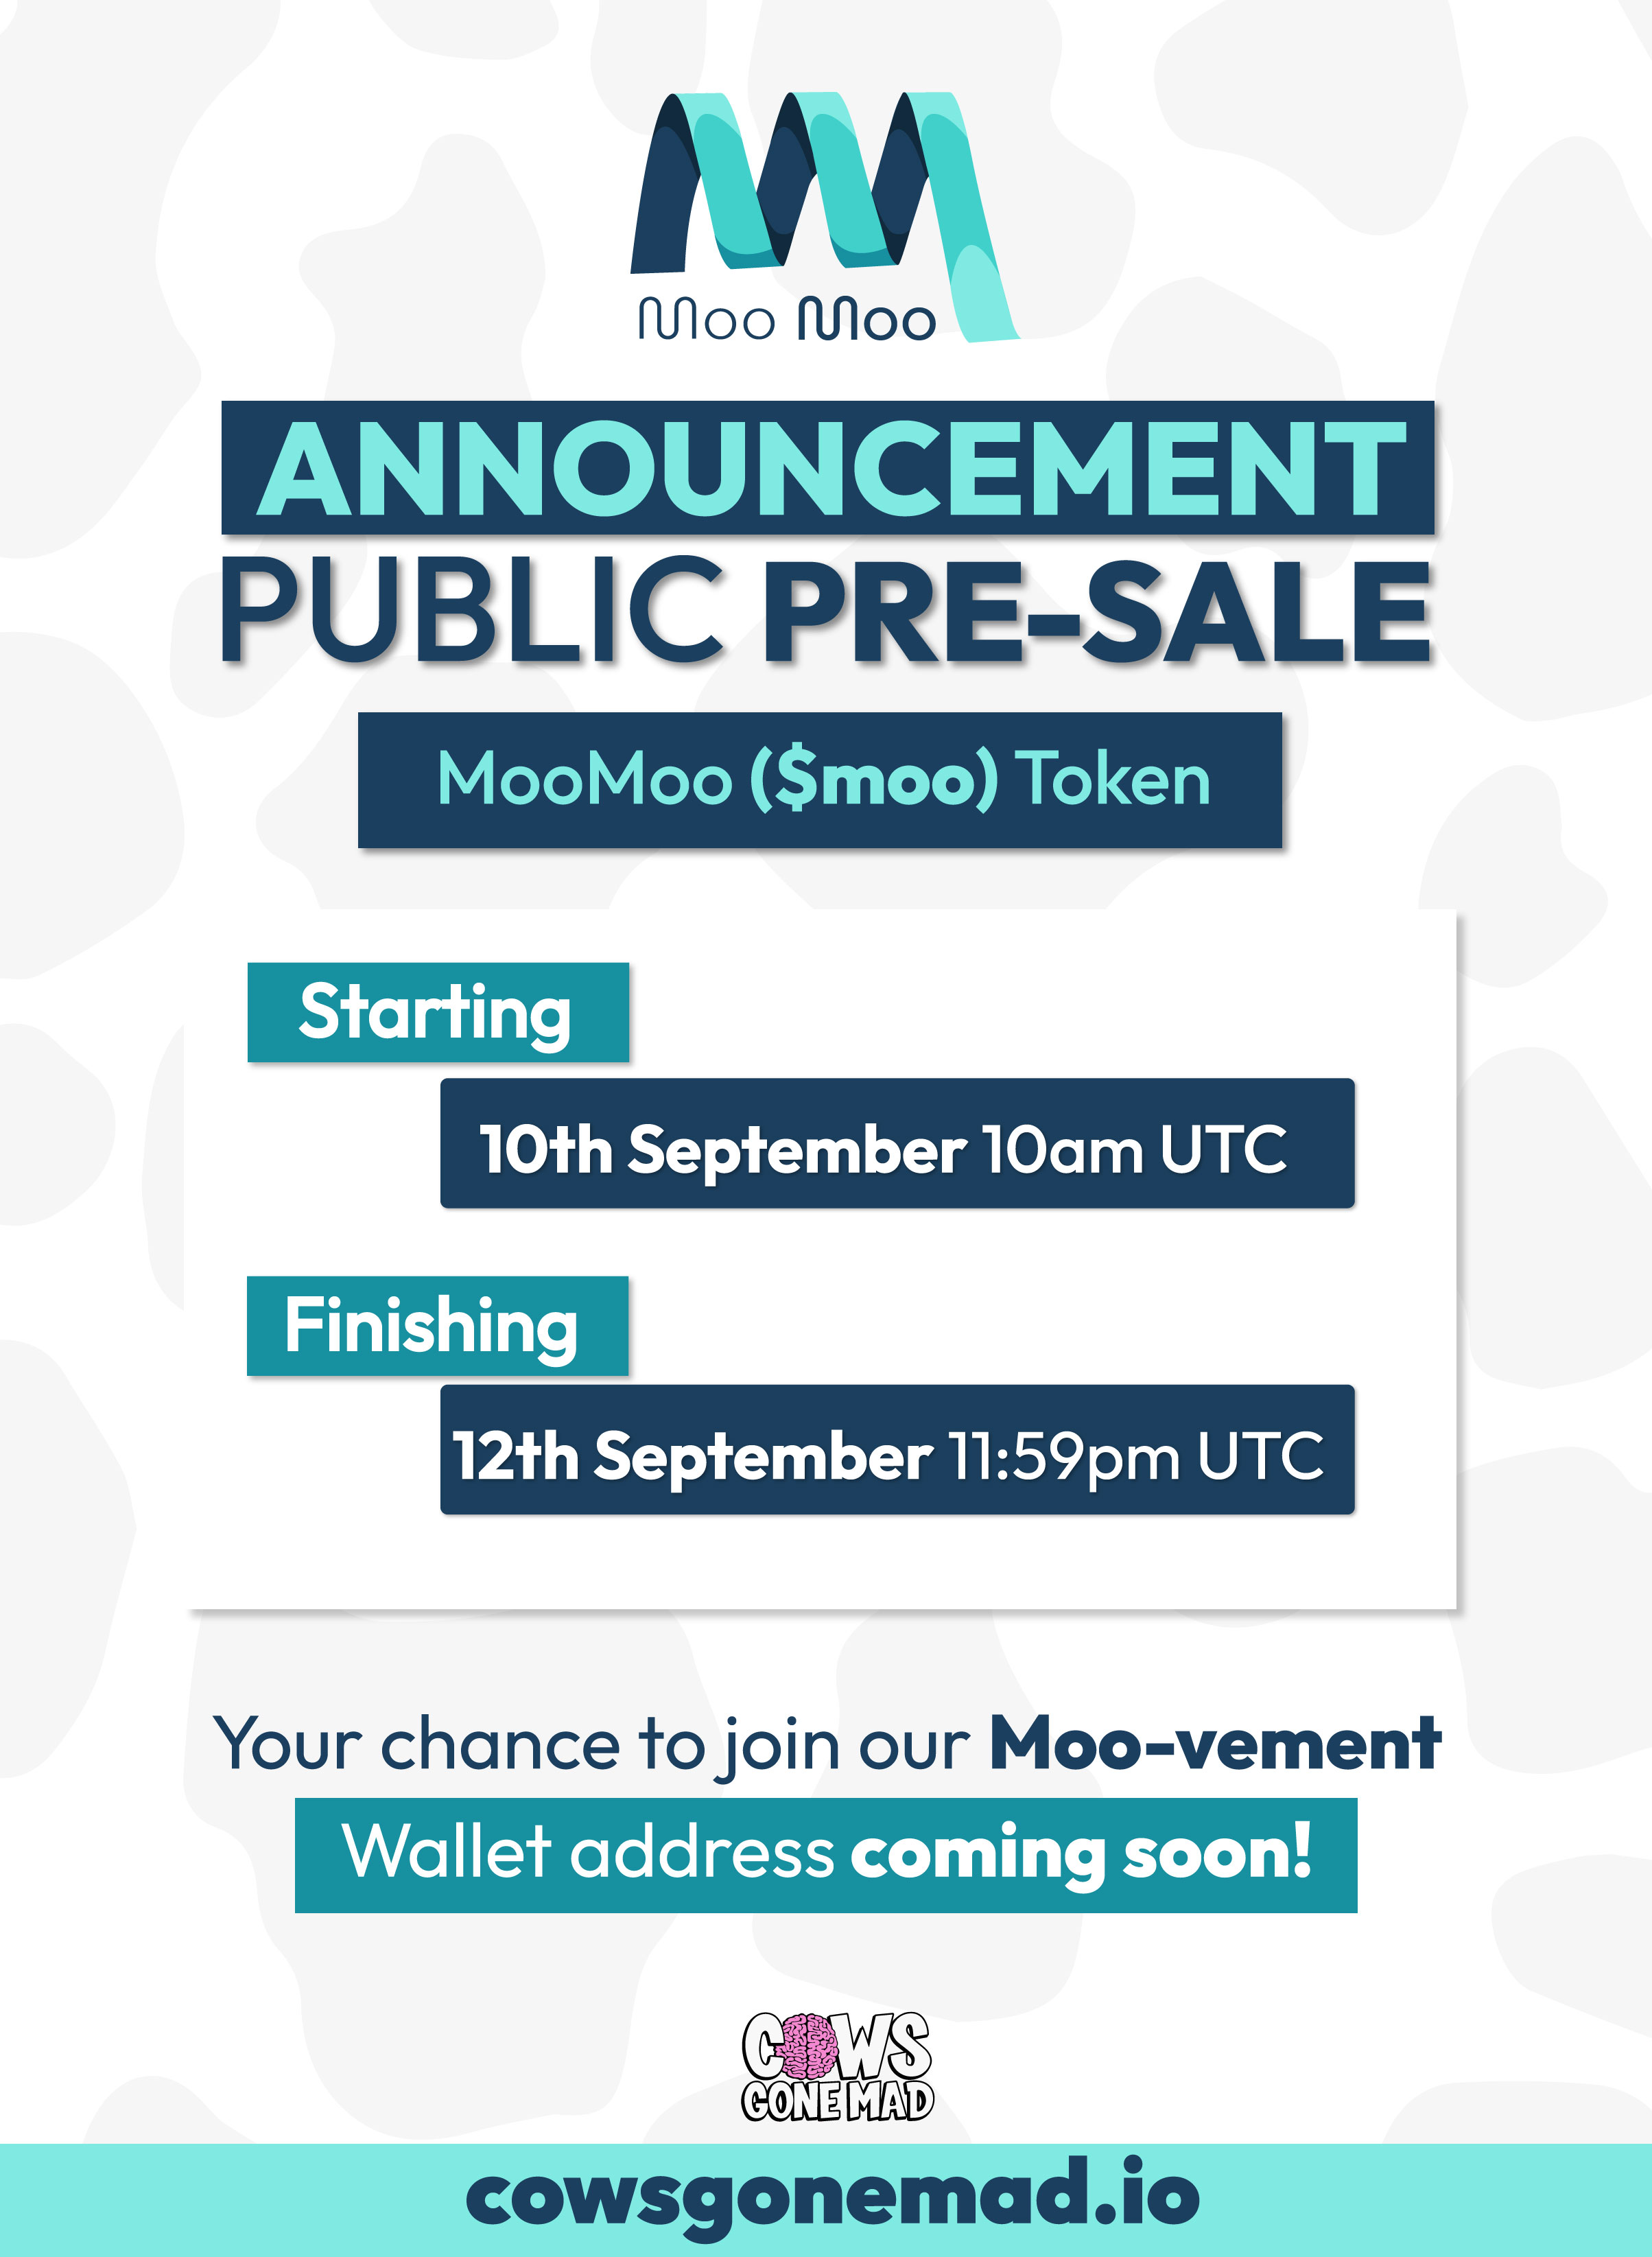 Moo Moo
ANNOUNCEMENT
PUBLIC PRE-SALE
MooMoo ($moo) Token
Starting
10th September 10am UTC
Finishing
12th September 11:59pm UTC
Your chance to join our Moo-vement
Wallet address coming soon!
COWS
GONE MAD
cowsgonemad.io